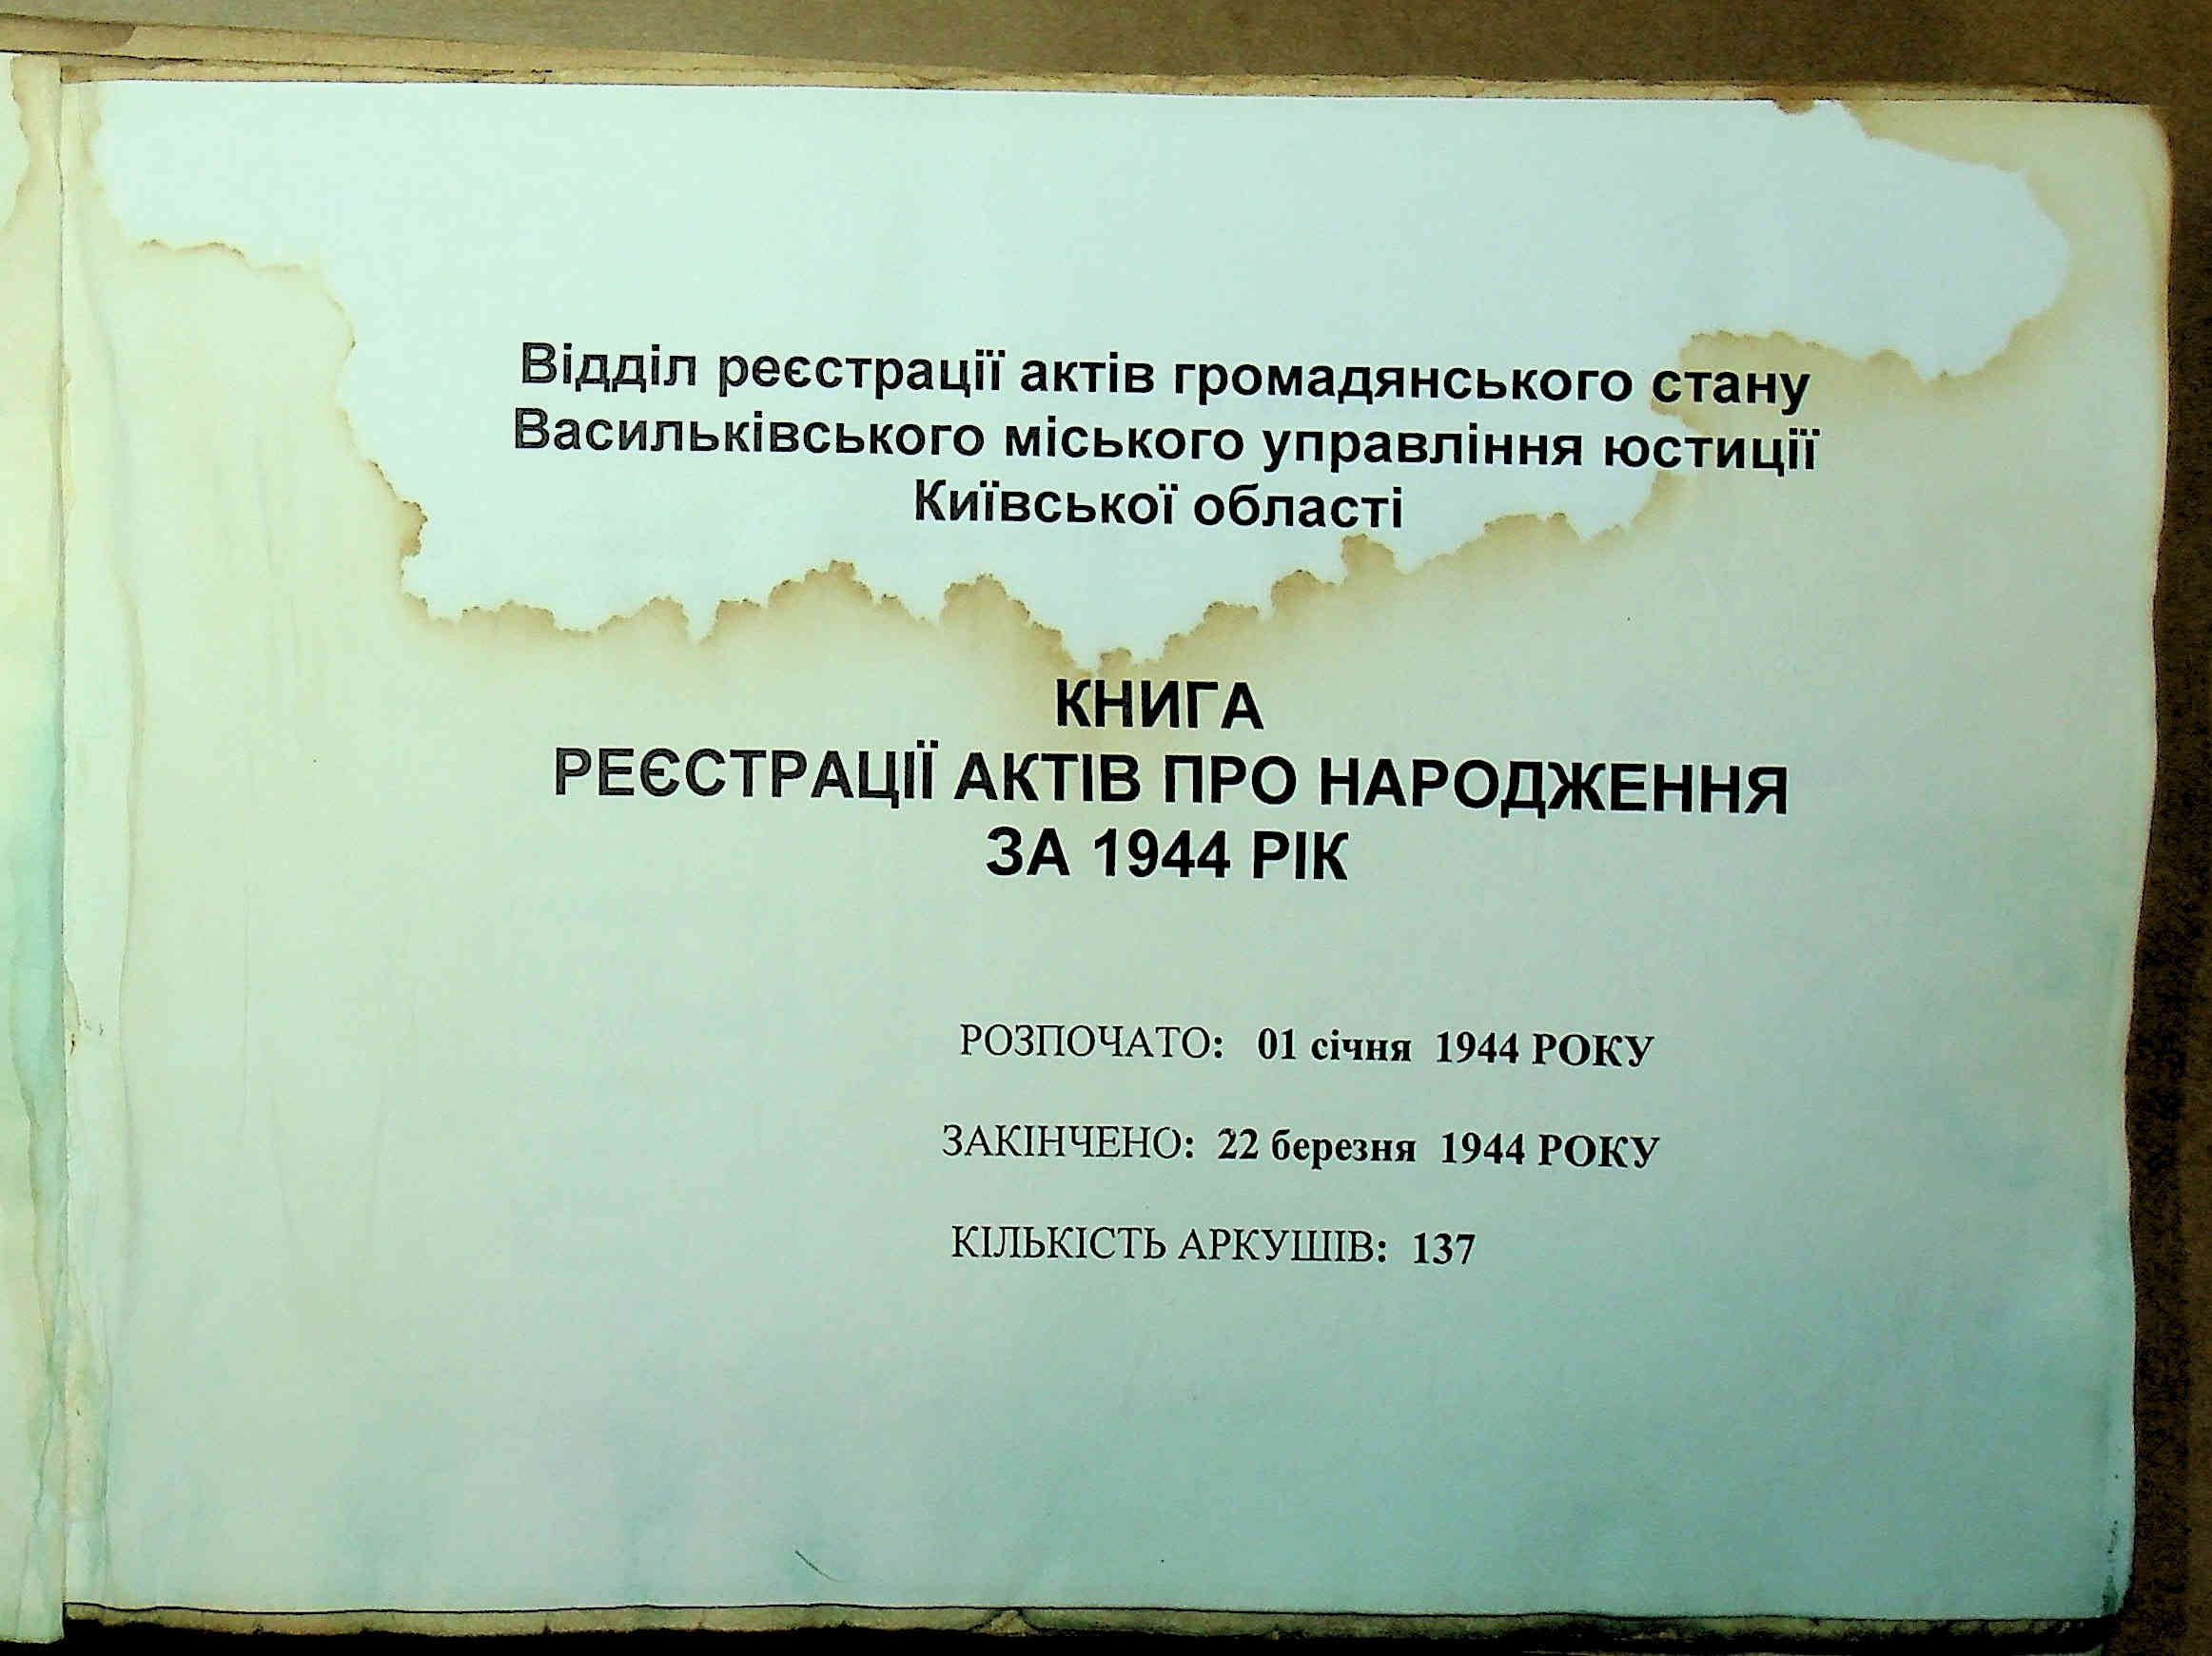 Відділ реєстрації актів громадянського стану
Васильківського міського управління юстиції
Київської області
КНИГА
РЕЄСТРАЦІЇ АКТІВ ПРО НАРОДЖЕННЯ
ЗА 1944 РІК
РОЗПОЧАТО: 01 січня 1944 РОКУ
ЗАКІНЧЕНО: 22 березня 1944 РОКУ
КІЛЬКІСТЬ АРКУШІВ: 137